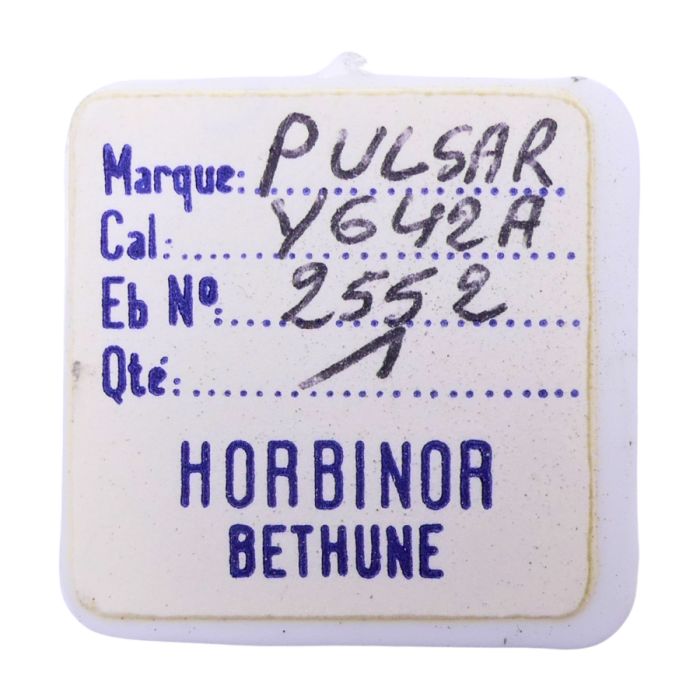 Marque: PULSAR
Cal: Y642A
Eb Nº: 2552
Qté: 1
HORBINOR
BETHUNE